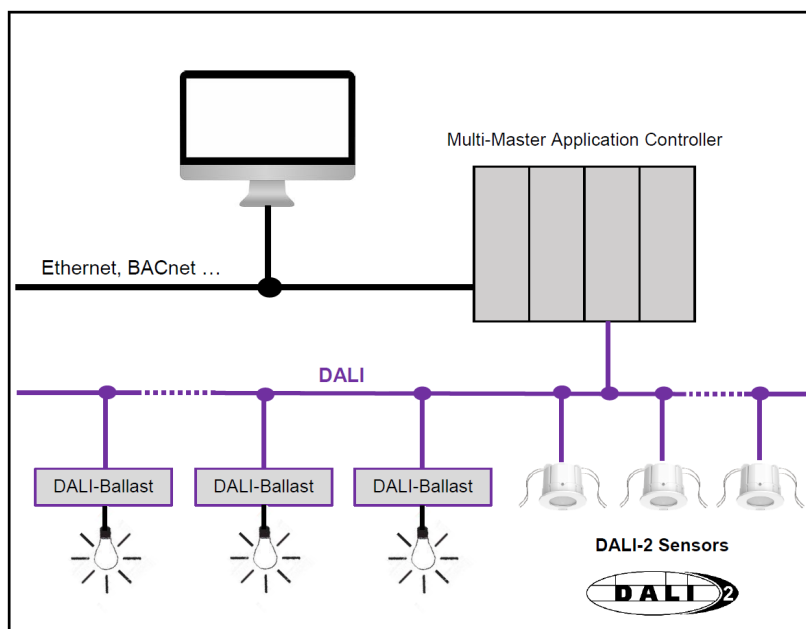 Multi-Master Application Controller
Ethernet, BACnet ...
DALI
DALI-Ballast
DALI-Ballast
DALI-Ballast
DALI-2 Sensors
DALI 2